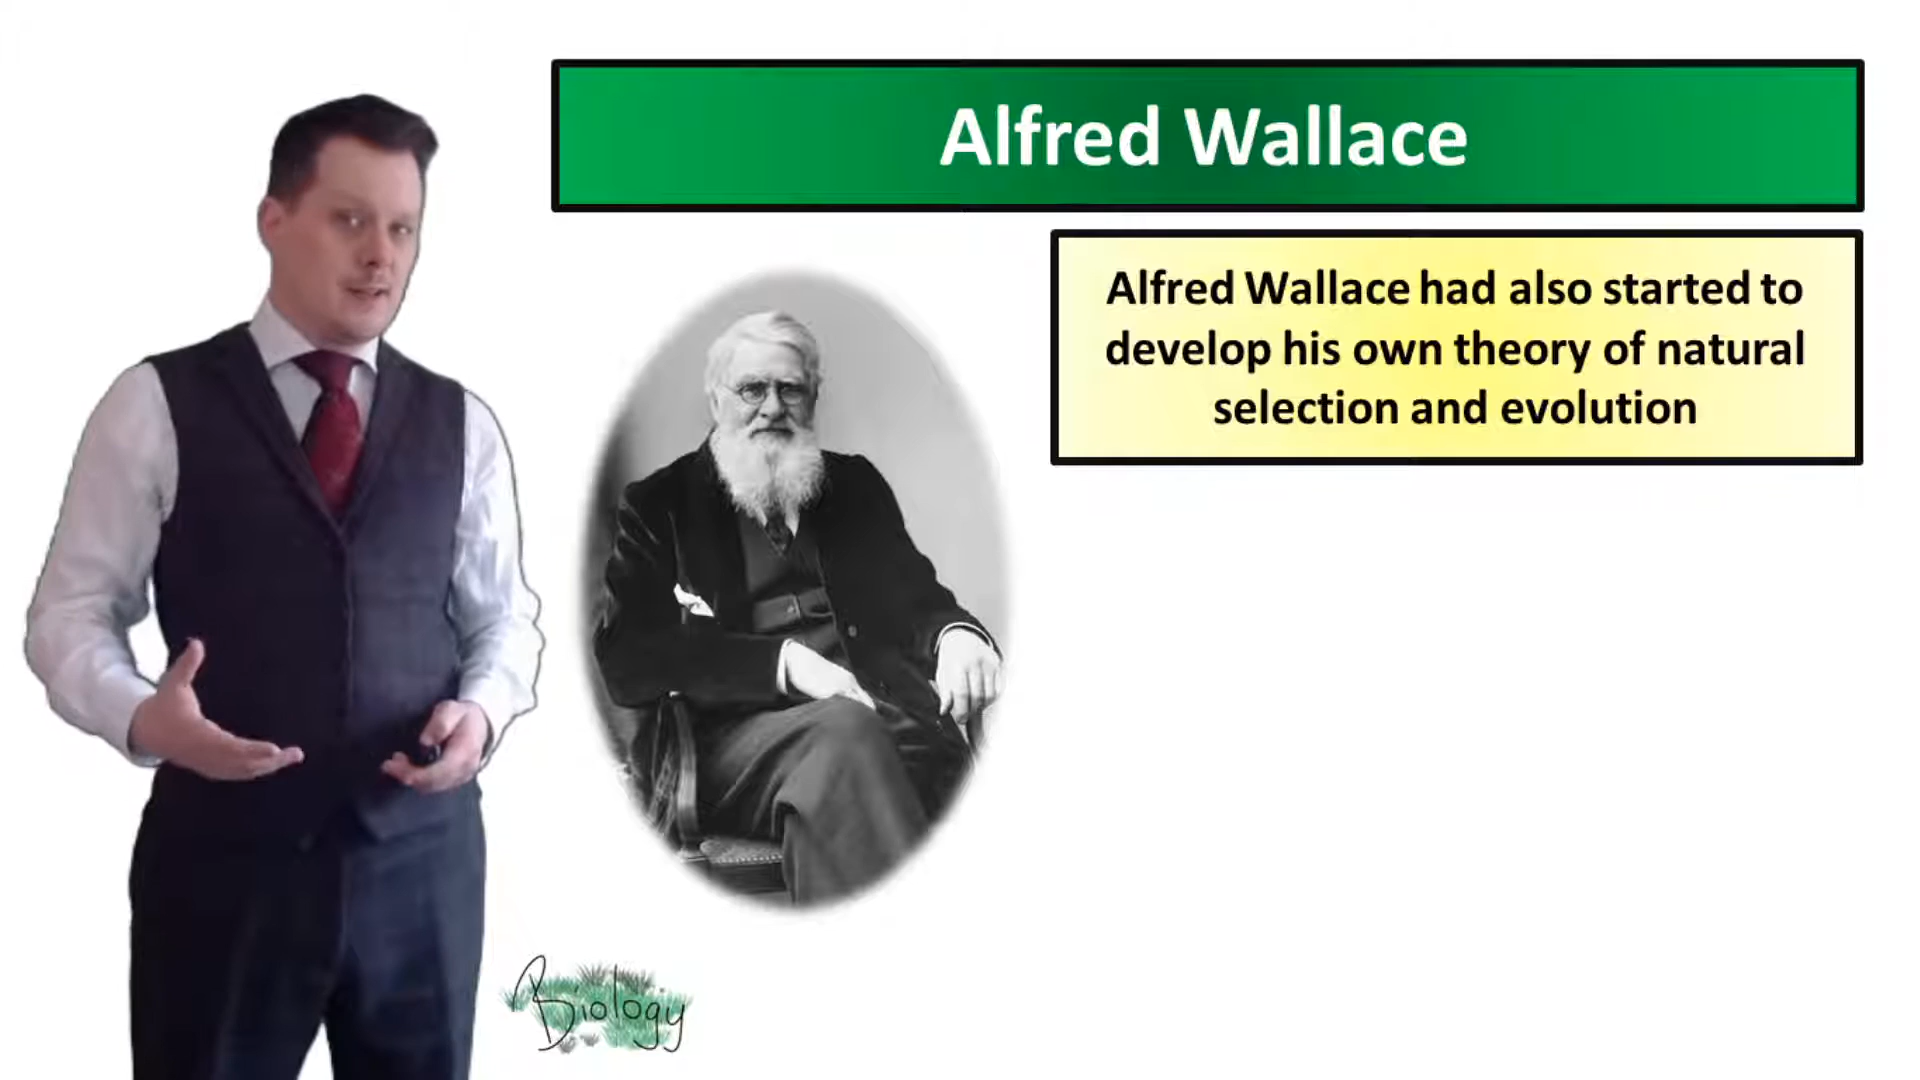 Alfred Wallace
Alfred Wallace had also started to
develop his own theory of natural
selection and evolution
Biology